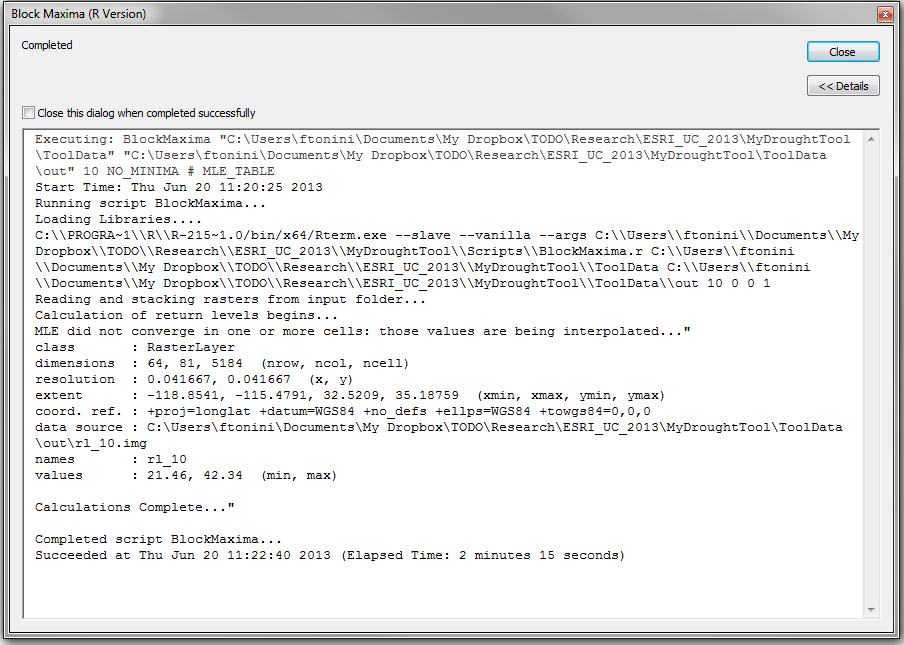 Block Maxima (R Version)
Completed
Close
<< Details
Close this dialog when completed successfully
Executing: BlockMaxima "C:\Users\ftonini\Documents\My Dropbox\TODO\Research\ESRI_UC_2013\MyDroughtTool
\ToolData" "C:\Users\ftonini\Documents\My Dropbox\TODO\Research\ESRI_UC_2013\MyDroughtTool\ToolData
\out" 10 NO_MINIMA # MLE_TABLE
Start Time: Thu Jun 20 11:20:25 2013
Running script BlockMaxima...
Loading Libraries....
C:\\PROGRA~1\\R\\R-215~1.0/bin/x64/Rterm.exe --slave --vanilla --args C:\\Users\\ftonini\\Documents\\My
Dropbox\\TODO\\Research\\ESRI_UC_2013\\MyDroughtTool\\Scripts\\BlockMaxima.r C:\\Users\\ftonini
\\Documents\\My Dropbox\\TODO\\Research\\ESRI_UC_2013\\MyDroughtTool\\ToolData C:\\Users\\ftonini
\\Documents\\My Dropbox\\TODO\\Research\\ESRI_UC_2013\\MyDroughtTool\\ToolData\\out 10 0 0 1
Reading and stacking rasters from input folder...
Calculation of return levels begins...
MLE did not converge in one or more cells: those values are being interpolated..."
class       : RasterLayer
dimensions  : 64, 81, 5184  (nrow, ncol, ncell)
resolution  : 0.041667, 0.041667  (x, y)
extent      : -118.8541, -115.4791, 32.5209, 35.18759  (xmin, xmax, ymin, ymax)
coord. ref. : +proj=longlat +datum=WGS84 +no_defs +ellps=WGS84 +towgs84=0,0,0
data source : C:\Users\ftonini\Documents\My Dropbox\TODO\Research\ESRI_UC_2013\MyDroughtTool\ToolData
\out\rl_10.img
names       : rl_10
values      : 21.46, 42.34  (min, max)
Calculations Complete..."
Completed script BlockMaxima...
Succeeded at Thu Jun 20 11:22:40 2013 (Elapsed Time: 2 minutes 15 seconds)